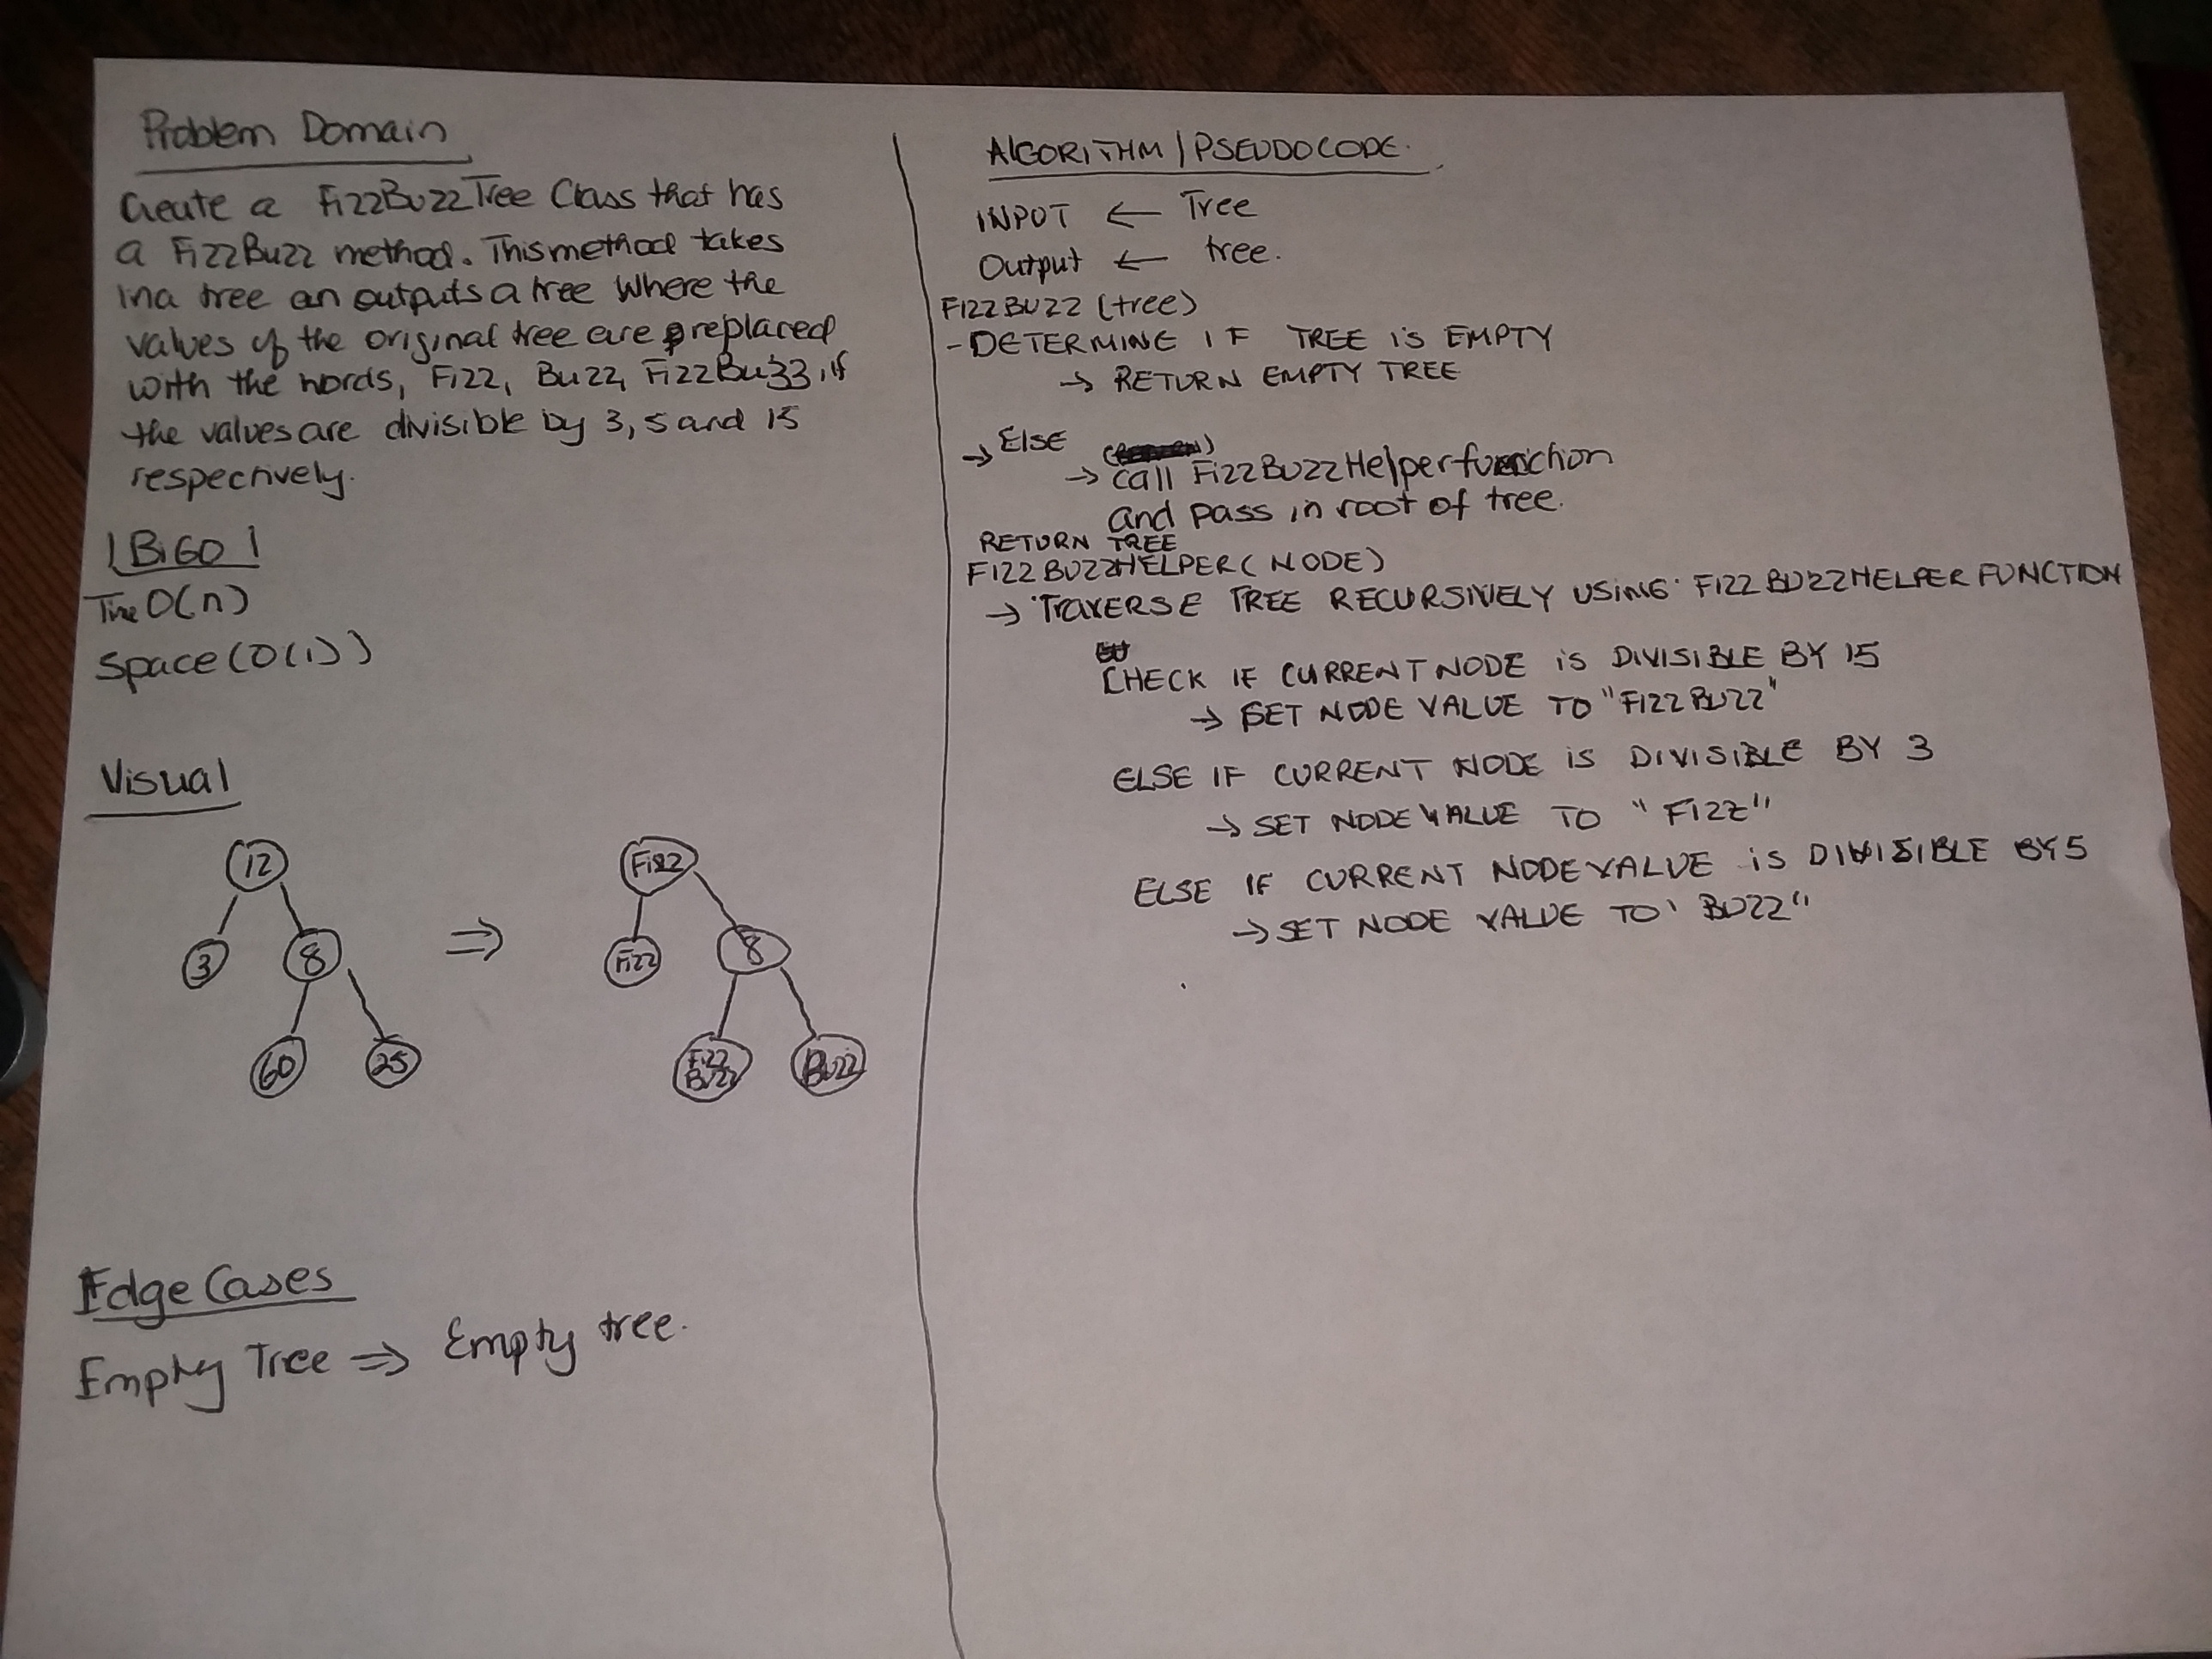 Problem Domain
Create a FizzBuzzTree Class that has
a FizzBuzz method. This method takes
in a tree an outputs a tree where the
values of the original tree are replaced
with the words, Fizz, Buzz, FizzBuzz, if
the values are divisible by 3, 5 and 15
respectively.
BiGO
Time O(n)
Space (O(1))
Visual
12
3 8
60 25
⇒
Fizz
Fizz 8
Fizz
Buzz Buzz
Edge Cases
Empty Tree ⇒ Empty tree.
ALGORITHM / PSEUDOCODE.
INPUT ← Tree
Output ← tree.
FIZZBUZZ (tree)
- DETERMINE IF TREE IS EMPTY
→ RETURN EMPTY TREE
→ Else
→ call FizzBuzzHelper function
and pass in root of tree.
RETURN TREE
FIZZBUZZHELPER (NODE)
→ TRAVERSE TREE RECURSIVELY USING FIZZBUZZHELPER FUNCTION
CHECK IF CURRENT NODE IS DIVISIBLE BY 15
→ SET NODE VALUE TO "FIZZBUZZ"
ELSE IF CURRENT NODE IS DIVISIBLE BY 3
→ SET NODE VALUE TO "FIZZ"
ELSE IF CURRENT NODE VALUE IS DIVISIBLE BY 5
→ SET NODE VALUE TO ' BUZZ"